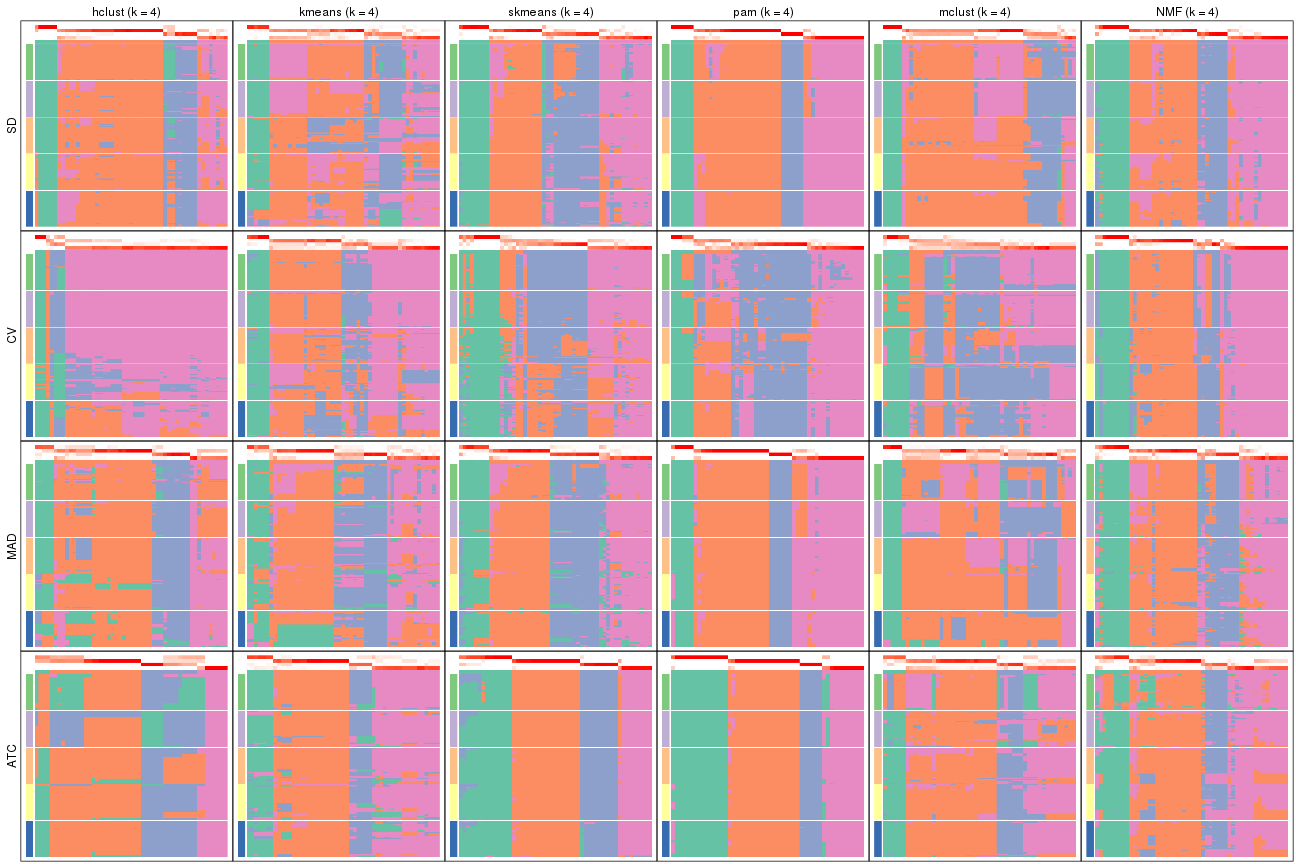 hclust (k = 4) kmeans (k = 4) skmeans (k = 4) pam (k = 4) mclust (k = 4) NMF (k = 4)
SD
CV
MAD
ATC